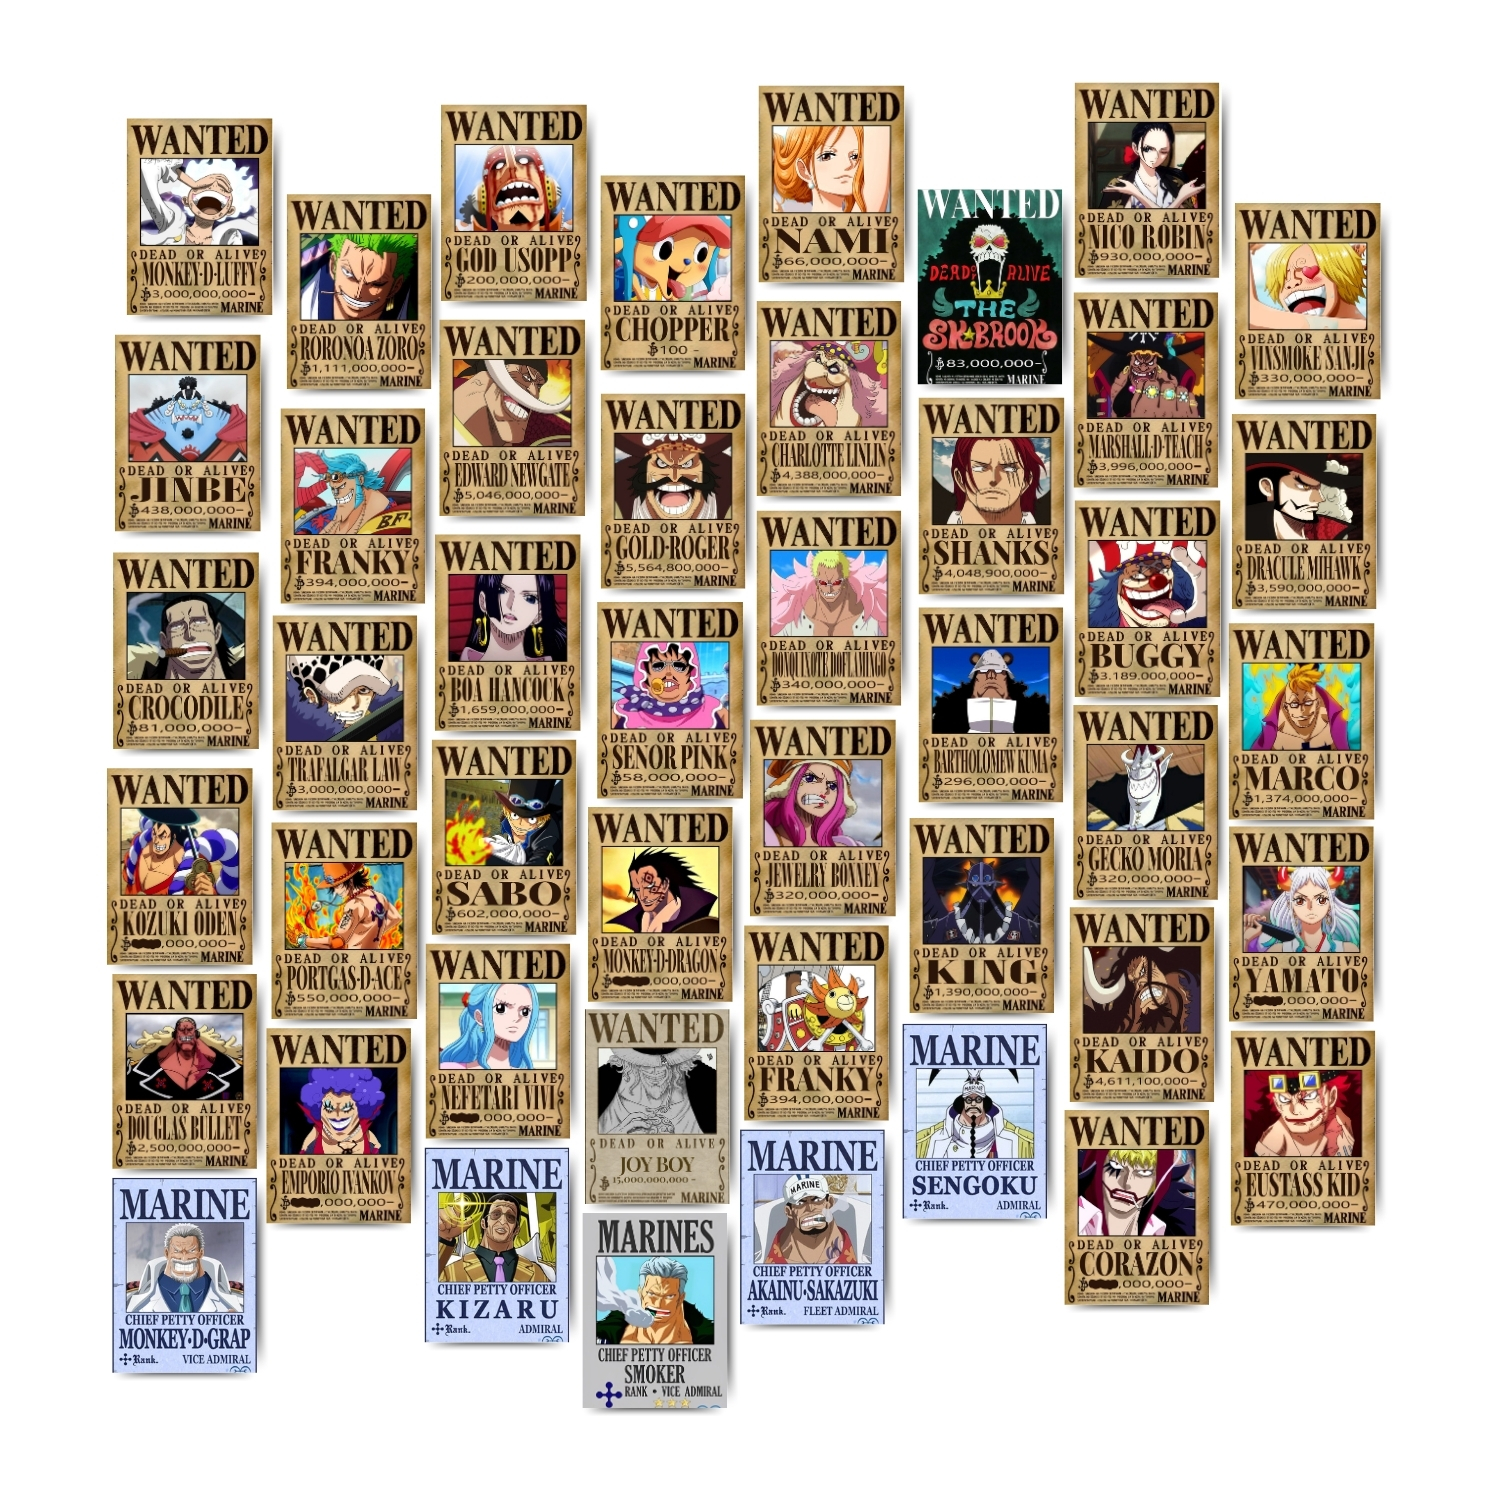 WANTED
DEAD OR ALIVE
MONKEY·D·LUFFY
3,000,000,000-
MARINE
WANTED
DEAD OR ALIVE
JINBE
438,000,000-
MARINE
WANTED
DEAD OR ALIVE
CROCODILE
81,000,000-
MARINE
WANTED
DEAD OR ALIVE
KOZUKI ODEN
,000,000-
MARINE
WANTED
DEAD OR ALIVE
DOUGLAS BULLET
2,500,000,000-
MARINE
MARINE
CHIEF PETTY OFFICER
MONKEY·D·GRAP
Rank. VICE ADMIRAL
WANTED
DEAD OR ALIVE
RORONOA ZORO
1,111,000,000-
MARINE
WANTED
BF
DEAD OR ALIVE
FRANKY
394,000,000-
MARINE
WANTED
DEAD OR ALIVE
TRAFALGAR LAW
3,000,000,000-
MARINE
WANTED
DEAD OR ALIVE
PORTGAS·D·ACE
550,000,000-
MARINE
WANTED
DEAD OR ALIVE
EMPORIO IVANKOV
,000,000-
MARINE
WANTED
DEAD OR ALIVE
GOD USOPP
200,000,000-
MARINE
WANTED
DEAD OR ALIVE
EDWARD NEWGATE
5,046,000,000-
MARINE
WANTED
DEAD OR ALIVE
BOA HANCOCK
1,659,000,000-
MARINE
WANTED
DEAD OR ALIVE
SABO
602,000,000-
MARINE
WANTED
DEAD OR ALIVE
NEFETARI VIVI
,000,000-
MARINE
MARINE
CHIEF PETTY OFFICER
KIZARU
Rank. ADMIRAL
WANTED
DEAD OR ALIVE
CHOPPER
100 -
MARINE
WANTED
DEAD OR ALIVE
GOLD·ROGER
5,564,800,000-
MARINE
WANTED
DEAD OR ALIVE
SENOR PINK
58,000,000-
MARINE
WANTED
DEAD OR ALIVE
MONKEY·D·DRAGON
000,000-
MARINE
WANTED
DEAD OR ALIVE
JOY BOY
15,000,000,000 -
MARINE
MARINES
CHIEF PETTY OFFICER
SMOKER
RANK · VICE ADMIRAL
WANTED
DEAD OR ALIVE
NAMI
66,000,000-
MARINE
WANTED
DEAD OR ALIVE
CHARLOTTE LINLIN
4,388,000,000-
MARINE
WANTED
DEAD OR ALIVE
DONQUIXOTE DOFLAMINGO
340,000,000-
MARINE
WANTED
DEAD OR ALIVE
JEWELRY BONNEY
320,000,000-
MARINE
WANTED
DEAD OR ALIVE
FRANKY
394,000,000-
MARINE
MARINE
MARINE
CHIEF PETTY OFFICER
AKAINU·SAKAZUKI
Rank. FLEET ADMIRAL
WANTED
DEAD ALIVE
THE
SK·BROOK
83,000,000-
MARINE
WANTED
DEAD OR ALIVE
SHANKS
4,048,900,000-
MARINE
WANTED
DEAD OR ALIVE
BARTHOLOMEW KUMA
296,000,000-
MARINE
WANTED
DEAD OR ALIVE
KING
1,390,000,000-
MARINE
MARINE
CHIEF PETTY OFFICER
SENGOKU
Rank. ADMIRAL
WANTED
DEAD OR ALIVE
NICO ROBIN
930,000,000-
MARINE
WANTED
DEAD OR ALIVE
MARSHALL·D·TEACH
3,996,000,000-
MARINE
WANTED
DEAD OR ALIVE
BUGGY
3.189,000,000-
MARINE
WANTED
DEAD OR ALIVE
GECKO MORIA
320,000,000-
MARINE
WANTED
DEAD OR ALIVE
KAIDO
4,611,100,000-
MARINE
WANTED
DEAD OR ALIVE
CORAZON
,000,000-
MARINE
WANTED
DEAD OR ALIVE
VINSMOKE SANJI
330,000,000-
MARINE
WANTED
DEAD OR ALIVE
DRACULE MIHAWK
3,590,000,000-
MARINE
WANTED
DEAD OR ALIVE
MARCO
1,374,000,000-
MARINE
WANTED
DEAD OR ALIVE
YAMATO
,000,000-
MARINE
WANTED
DEAD OR ALIVE
EUSTASS KID
470,000,000-
MARINE